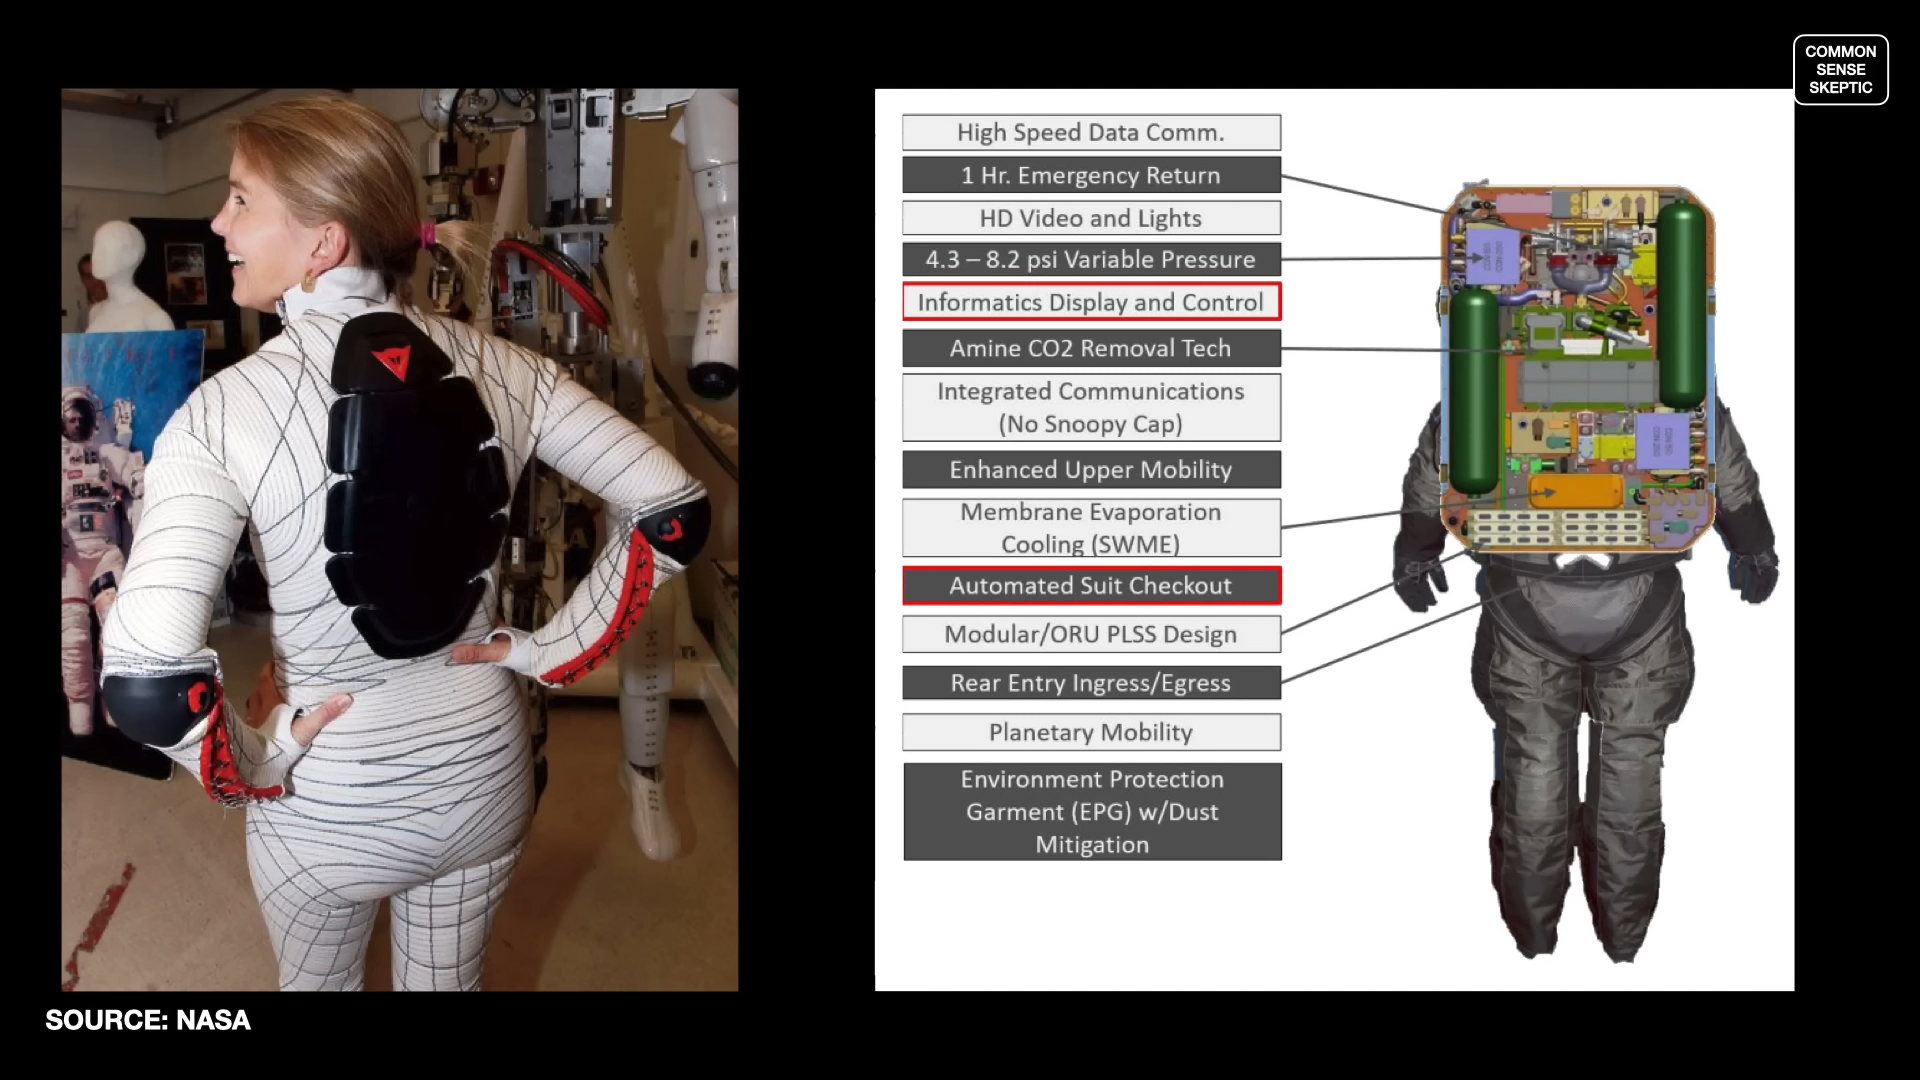 COMMON
SENSE
SKEPTIC
High Speed Data Comm.
1 Hr. Emergency Return
HD Video and Lights
4.3 – 8.2 psi Variable Pressure
Informatics Display and Control
Amine CO2 Removal Tech
Integrated Communications
(No Snoopy Cap)
Enhanced Upper Mobility
Membrane Evaporation
Cooling (SWME)
Automated Suit Checkout
Modular/ORU PLSS Design
Rear Entry Ingress/Egress
Planetary Mobility
Environment Protection
Garment (EPG) w/Dust
Mitigation
SOURCE: NASA